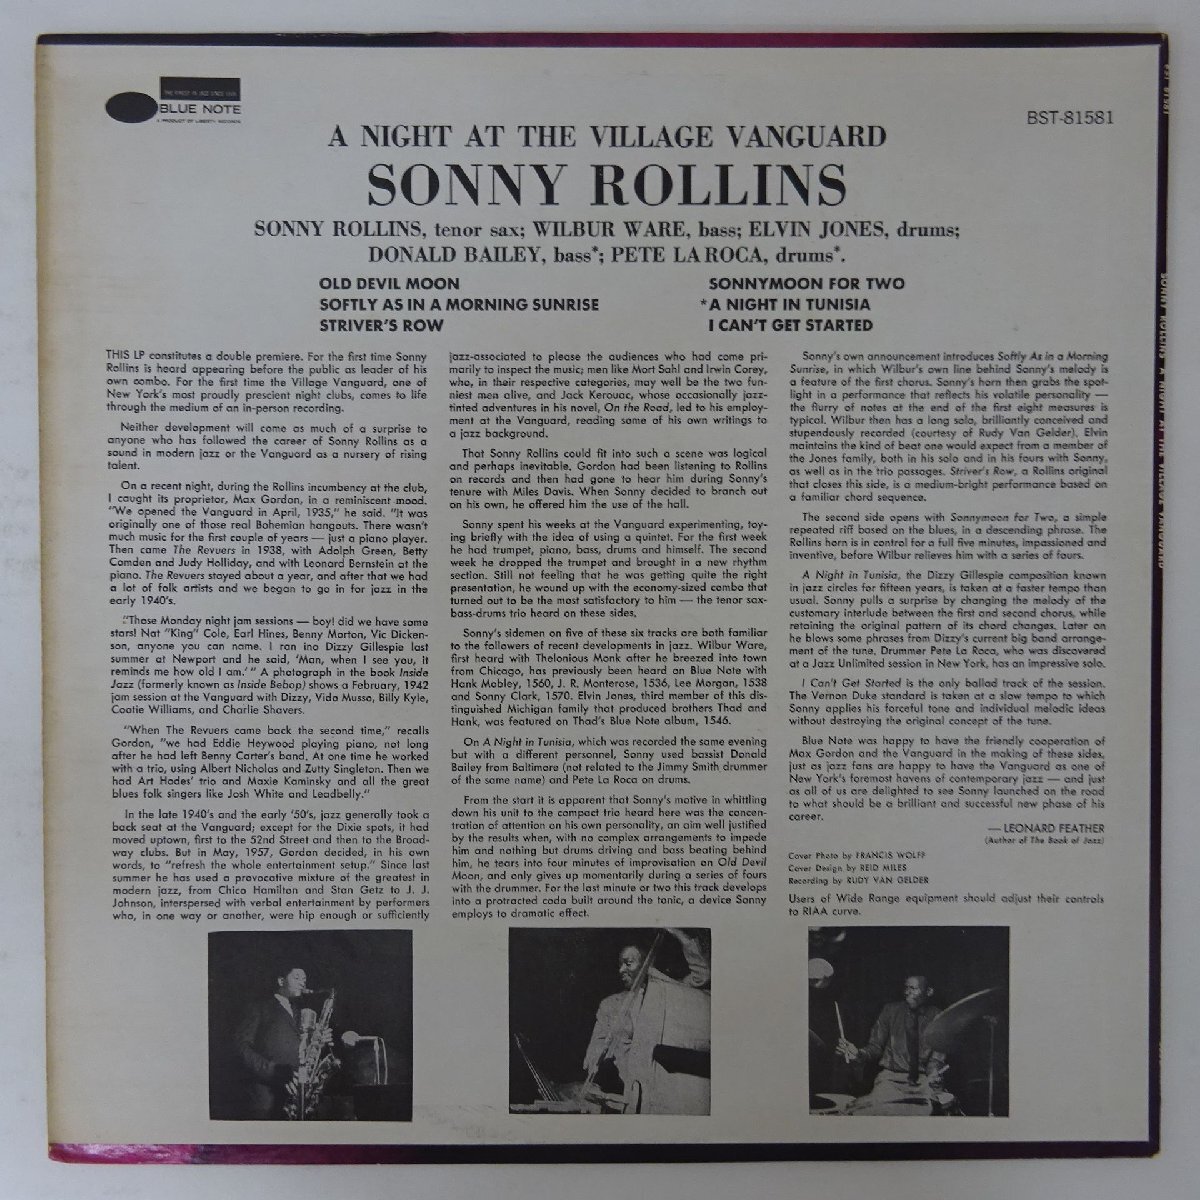 THE FINEST IN JAZZ SINCE 1939
BLUE NOTE
A PRODUCT OF LIBERTY RECORDS
BST-81581
A NIGHT AT THE VILLAGE VANGUARD
SONNY ROLLINS
SONNY ROLLINS, tenor sax; WILBUR WARE, bass; ELVIN JONES, drums;
DONALD BAILEY, bass*; PETE LA ROCA, drums*.
OLD DEVIL MOON
SOFTLY AS IN A MORNING SUNRISE
STRIVER'S ROW
SONNYMOON FOR TWO
*A NIGHT IN TUNISIA
I CAN'T GET STARTED
THIS LP constitutes a double premiere. For the first time Sonny
Rollins is heard appearing before the public as leader of his
own combo. For the first time the Village Vanguard, one of
New York's most proudly prescient night clubs, comes to life
through the medium of an in-person recording.
Neither development will come as much of a surprise to
anyone who has followed the career of Sonny Rollins as a
sound in modern jazz or the Vanguard as a nursery of rising
talent.
On a recent night, during the Rollins incumbency at the club,
I caught its proprietor, Max Gordon, in a reminiscent mood.
"We opened the Vanguard in April, 1935," he said. "It was
originally one of those real Bohemian hangouts. There wasn't
much music for the first couple of years — just a piano player.
Then came The Revuers in 1938, with Adolph Green, Betty
Comden and Judy Holliday, and with Leonard Bernstein at the
piano. The Revuers stayed about a year, and after that we had
a lot of folk artists and we began to go in for jazz in the
early 1940's.
"Those Monday night jam sessions — boy! did we have some
stars! Nat "King" Cole, Earl Hines, Benny Morton, Vic Dicken-
son, anyone you can name. I ran ino Dizzy Gillespie last
summer at Newport and he said, 'Man, when I see you, it
reminds me how old I am.' " A photograph in the book Inside
Jazz (formerly known as Inside Bebop) shows a February, 1942
jam session at the Vanguard with Dizzy, Vido Musso, Billy Kyle,
Cootie Williams, and Charlie Shavers.
"When The Revuers came back the second time," recalls
Gordon, "we had Eddie Heywood playing piano, not long
after he had left Benny Carter's band. At one time he worked
with a trio, using Albert Nicholas and Zutty Singleton. Then we
had Art Hodes' trio and Maxie Kaminsky and all the great
blues folk singers like Josh White and Leadbelly."
In the late 1940's and the early '50's, jazz generally took a
back seat at the Vanguard; except for the Dixie spots, it had
moved uptown, first to the 52nd Street and then to the Broad-
way clubs. But in May, 1957, Gordon decided, in his own
words, to "refresh the whole entertainment setup." Since last
summer he has used a provocative mixture of the greatest in
modern jazz, from Chico Hamilton and Stan Getz to J. J.
Johnson, interspersed with verbal entertainment by performers
who, in one way or another, were hip enough or sufficiently
jazz-associated to please the audiences who had come pri-
marily to inspect the music; men like Mort Sahl and Irwin Corey,
who, in their respective categories, may well be the two fun-
niest men alive, and Jack Kerouac, whose occasionally jazz-
tinted adventures in his novel, On the Road, led to his employ-
ment at the Vanguard, reading some of his own writings to
a jazz background.
That Sonny Rollins could fit into such a scene was logical
and perhaps inevitable. Gordon had been listening to Rollins
on records and then had gone to hear him during Sonny's
tenure with Miles Davis. When Sonny decided to branch out
on his own, he offered him the use of the hall.
Sonny spent his weeks at the Vanguard experimenting, toy-
ing briefly with the idea of using a quintet. For the first week
he had trumpet, piano, bass, drums and himself. The second
week he dropped the trumpet and brought in a new rhythm
section. Still not feeling that he was getting quite the right
presentation, he wound up with the economy-sized combo that
turned out to be the most satisfactory to him — the tenor sax-
bass-drums trio heard on these sides.
Sonny's sidemen on five of these six tracks are both familiar
to the followers of recent developments in jazz. Wilbur Ware,
first heard with Thelonious Monk after he breezed into town
from Chicago, has previously been heard on Blue Note with
Hank Mobley, 1560, J. R. Monterose, 1536, Lee Morgan, 1538
and Sonny Clark, 1570. Elvin Jones, third member of this dis-
tinguished Michigan family that produced brothers Thad and
Hank, was featured on Thad's Blue Note album, 1546.
On A Night in Tunisia, which was recorded the same evening
but with a different personnel, Sonny used bassist Donald
Bailey from Baltimore (not related to the Jimmy Smith drummer
of the same name) and Pete La Roca on drums.
From the start it is apparent that Sonny's motive in whittling
down his unit to the compact trio heard here was the concen-
tration of attention on his own personality, an aim well justified
by the results when, with no complex arrangements to impede
him and nothing but drums driving and bass beating behind
him, he tears into four minutes of improvisation on Old Devil
Moon, and only gives up momentarily during a series of fours
with the drummer. For the last minute or two this track develops
into a protracted coda built around the tonic, a device Sonny
employs to dramatic effect.
Sonny's own announcement introduces Softly As in a Morning
Sunrise, in which Wilbur's own line behind Sonny's melody is
a feature of the first chorus. Sonny's horn then grabs the spot-
light in a performance that reflects his volatile personality —
the flurry of notes at the end of the first eight measures is
typical. Wilbur then has a long solo, brilliantly conceived and
stupendously recorded (courtesy of Rudy Van Gelder). Elvin
maintains the kind of beat one would expect from a member of
the Jones family, both in his solo and in his fours with Sonny,
as well as in the trio passages. Striver's Row, a Rollins original
that closes this side, is a medium-bright performance based on
a familiar chord sequence.
The second side opens with Sonnymoon for Two, a simple
repeated riff based on the blues, in a descending phrase. The
Rollins horn is in control for a full five minutes, impassioned and
inventive, before Wilbur relieves him with a series of fours.
A Night in Tunisia, the Dizzy Gillespie composition known
in jazz circles for fifteen years, is taken at a faster tempo than
usual. Sonny pulls a surprise by changing the melody of the
customary interlude between the first and second chorus, while
retaining the original pattern of its chord changes. Later on
he blows some phrases from Dizzy's current big band arrange-
ment of the tune. Drummer Pete La Roca, who was discovered
at a Jazz Unlimited session in New York, has an impressive solo.
I Can't Get Started is the only ballad track of the session.
The Vernon Duke standard is taken at a slow tempo to which
Sonny applies his forceful tone and individual melodic ideas
without destroying the original concept of the tune.
Blue Note was happy to have the friendly cooperation of
Max Gordon and the Vanguard in the making of these sides,
just as jazz fans are happy to have the Vanguard as one of
New York's foremost havens of contemporary jazz — and just
as all of us are delighted to see Sonny launched on the road
to what should be a brilliant and successful new phase of his
career.
— LEONARD FEATHER
(Author of The Book of Jazz)
Cover Photo by FRANCIS WOLFF
Cover Design by REID MILES
Recording by RUDY VAN GELDER
Users of Wide Range equipment should adjust their controls
to RIAA curve.
BST 81581
SONNY ROLLINS A NIGHT AT THE VILLAGE VANGUARD